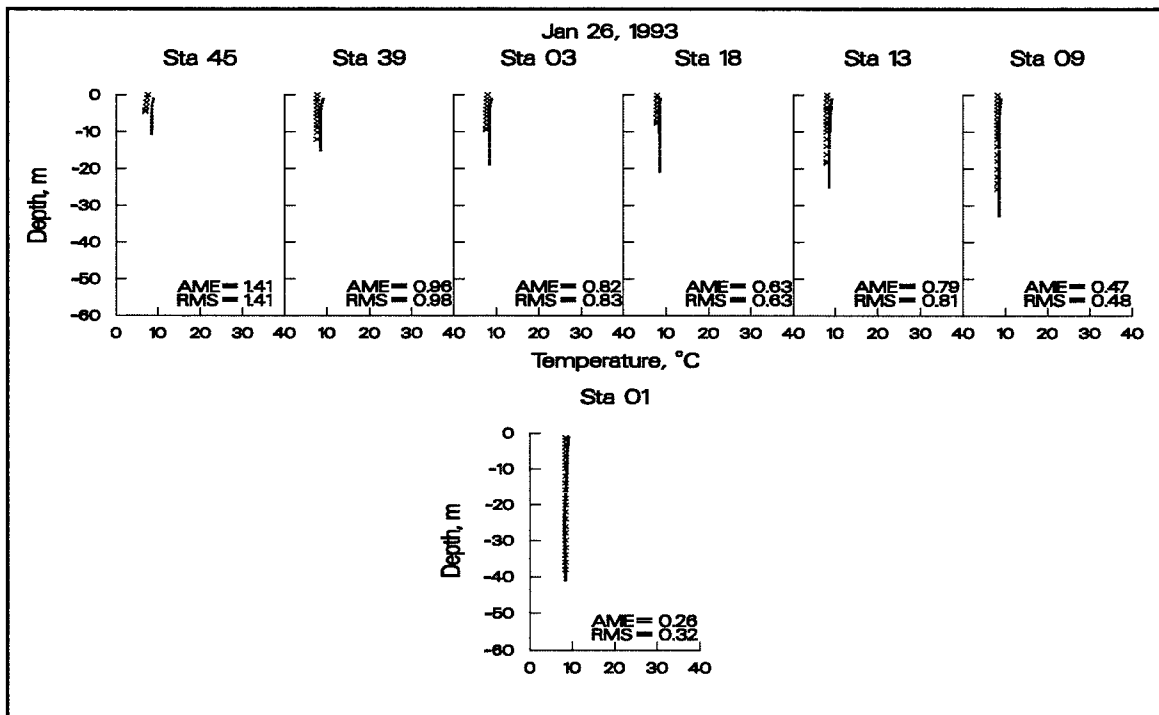 Jan 26, 1993
Sta 45 Sta 39 Sta 03 Sta 18 Sta 13 Sta 09
0
-10
-20
-30
-40
-50
-60
Depth, m
AME= 1.41 AME= 0.96 AME= 0.82 AME= 0.63 AME= 0.79 AME= 0.47
RMS= 1.41 RMS= 0.98 RMS= 0.83 RMS= 0.63 RMS= 0.81 RMS= 0.48
0 10 20 30 40 10 20 30 40 10 20 30 40 10 20 30 40 10 20 30 40 10 20 30 40
Temperature, °C
Sta 01
0
-10
-20
-30
-40
-50
-60
Depth, m
AME= 0.26
RMS= 0.32
0 10 20 30 40